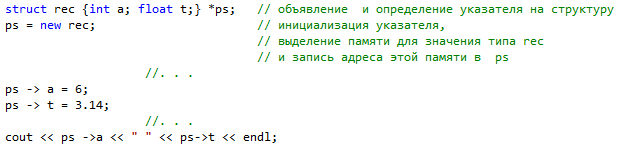 struct rec {int a; float t;} *ps;   // объявление  и определение указателя на структуру
ps = new rec;                       // инициализация указателя,
                                    // выделение памяти для значения типа rec
                                    // и запись адреса этой памяти в  ps
                    //. . .
ps -> a = 6;
ps -> t = 3.14;
                    //. . .
cout << ps ->a << " " << ps->t << endl;